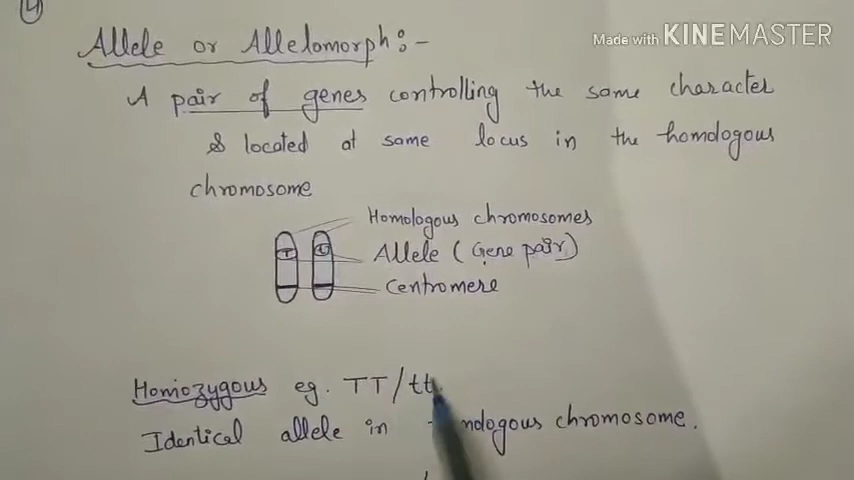 4
Made with KINEMASTER
Allele or Allelomorph:-
A pair of genes controlling the same character
& located at same locus in the homologous
chromosome
Homologous chromosomes
T t Allele (Gene pair)
Centromere
Homozygous eg. TT/tt
Identical allele in mologous chromosome.